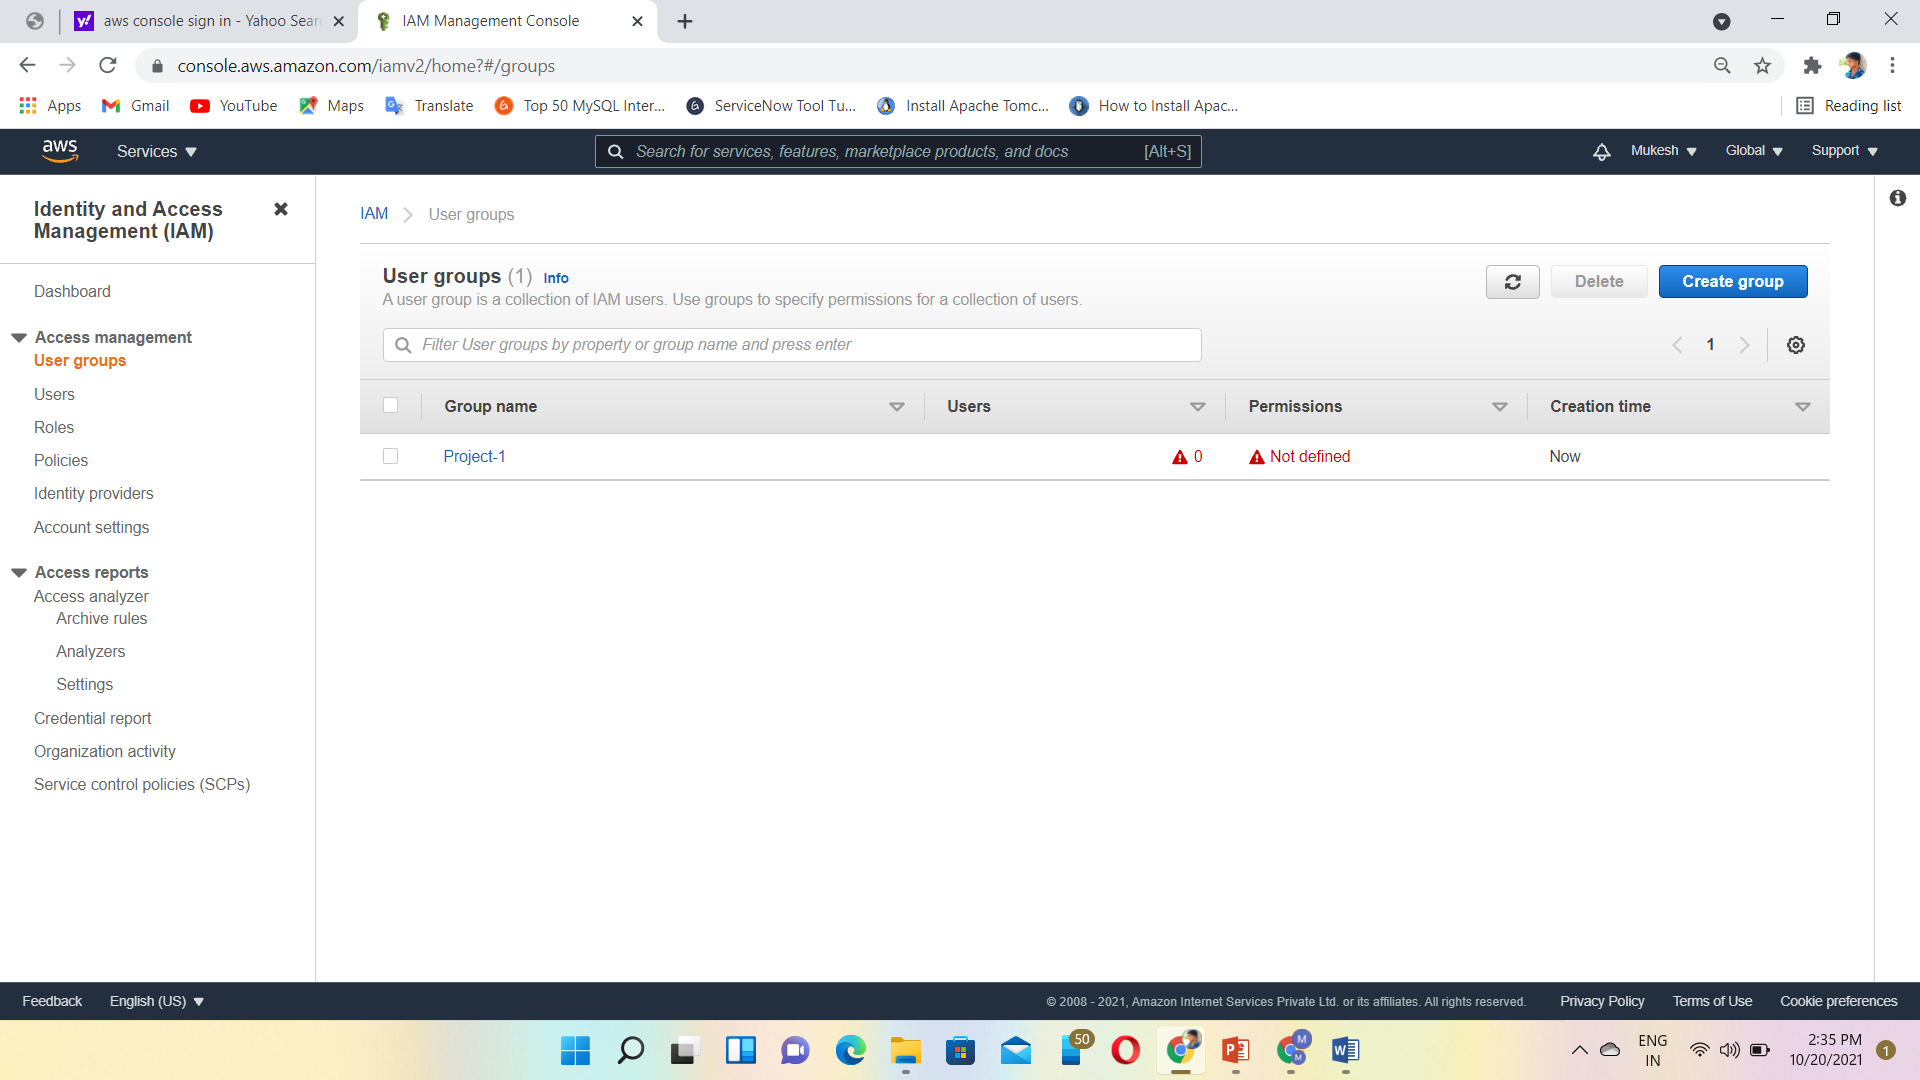 aws console sign in - Yahoo Sear
IAM Management Console
console.aws.amazon.com/iamv2/home?#/groups
Apps
Gmail
YouTube
Maps
Translate
Top 50 MySQL Inter...
ServiceNow Tool Tu...
Install Apache Tomc...
How to Install Apac...
Reading list
aws
Services
Search for services, features, marketplace products, and docs
[Alt+S]
Mukesh
Global
Support
Identity and Access
Management (IAM)
Dashboard
Access management
User groups
Users
Roles
Policies
Identity providers
Account settings
Access reports
Access analyzer
Archive rules
Analyzers
Settings
Credential report
Organization activity
Service control policies (SCPs)
IAM
User groups
User groups (1) Info
A user group is a collection of IAM users. Use groups to specify permissions for a collection of users.
Delete
Create group
Filter User groups by property or group name and press enter
1
Group name
Users
Permissions
Creation time
Project-1
0
Not defined
Now
Feedback
English (US)
© 2008 - 2021, Amazon Internet Services Private Ltd. or its affiliates. All rights reserved.
Privacy Policy
Terms of Use
Cookie preferences
50
M
M
ENG
IN
2:35 PM
10/20/2021
1